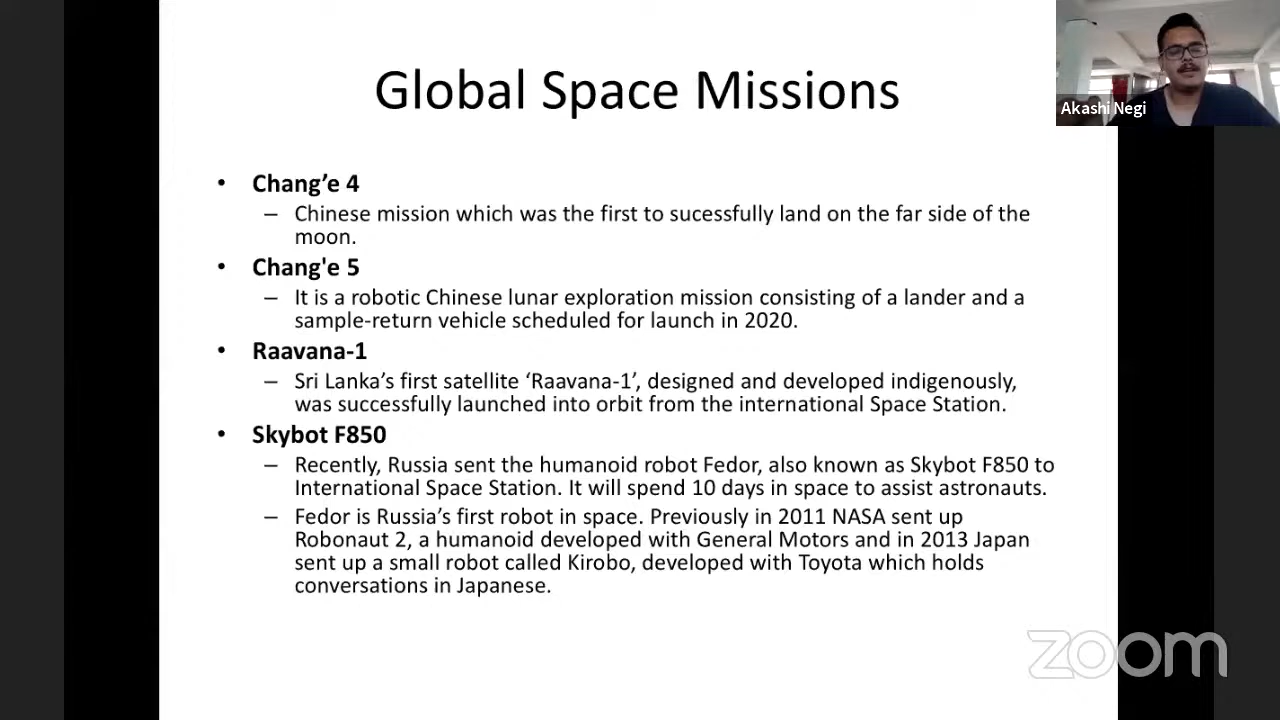 Global Space Missions
Akashi Negi
• Chang’e 4
– Chinese mission which was the first to sucessfully land on the far side of the
moon.
• Chang'e 5
– It is a robotic Chinese lunar exploration mission consisting of a lander and a
sample-return vehicle scheduled for launch in 2020.
• Raavana-1
– Sri Lanka’s first satellite ‘Raavana-1’, designed and developed indigenously,
was successfully launched into orbit from the international Space Station.
• Skybot F850
– Recently, Russia sent the humanoid robot Fedor, also known as Skybot F850 to
International Space Station. It will spend 10 days in space to assist astronauts.
– Fedor is Russia’s first robot in space. Previously in 2011 NASA sent up
Robonaut 2, a humanoid developed with General Motors and in 2013 Japan
sent up a small robot called Kirobo, developed with Toyota which holds
conversations in Japanese.
zoom